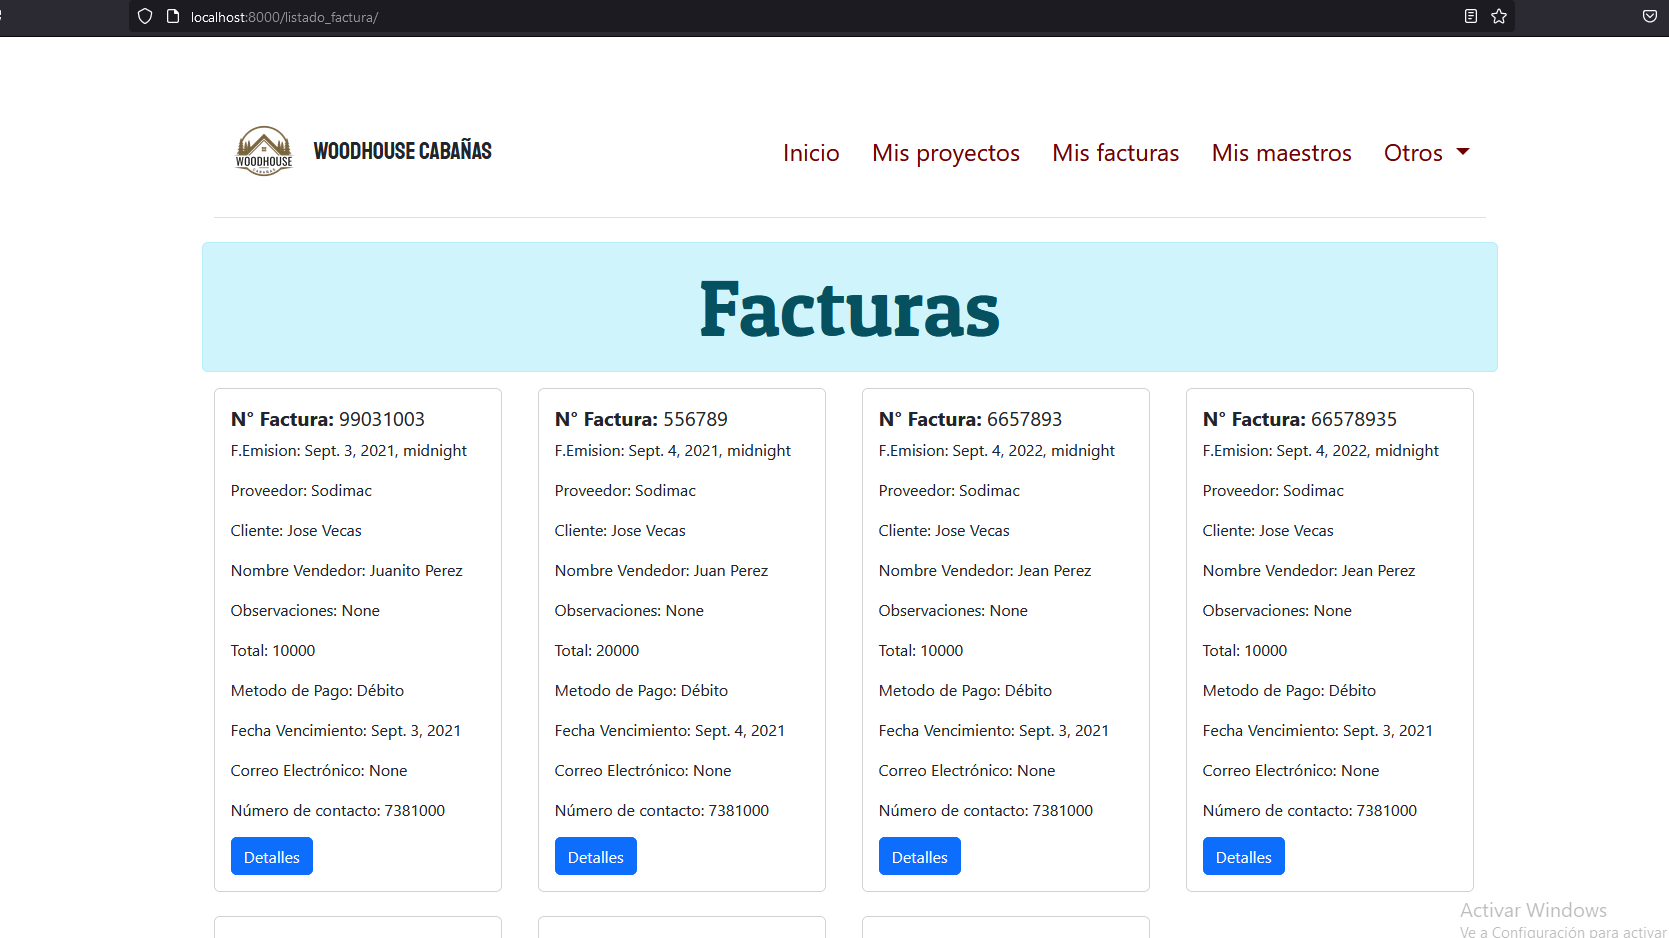 localhost:8000/listado_factura/
WOODHOUSE
CABAÑAS
WOODHOUSE CABAÑAS
Inicio
Mis proyectos
Mis facturas
Mis maestros
Otros
Facturas
N° Factura: 99031003
F.Emision: Sept. 3, 2021, midnight
Proveedor: Sodimac
Cliente: Jose Vecas
Nombre Vendedor: Juanito Perez
Observaciones: None
Total: 10000
Metodo de Pago: Débito
Fecha Vencimiento: Sept. 3, 2021
Correo Electrónico: None
Número de contacto: 7381000
Detalles
N° Factura: 556789
F.Emision: Sept. 4, 2021, midnight
Proveedor: Sodimac
Cliente: Jose Vecas
Nombre Vendedor: Juan Perez
Observaciones: None
Total: 20000
Metodo de Pago: Débito
Fecha Vencimiento: Sept. 4, 2021
Correo Electrónico: None
Número de contacto: 7381000
Detalles
N° Factura: 6657893
F.Emision: Sept. 4, 2022, midnight
Proveedor: Sodimac
Cliente: Jose Vecas
Nombre Vendedor: Jean Perez
Observaciones: None
Total: 10000
Metodo de Pago: Débito
Fecha Vencimiento: Sept. 3, 2021
Correo Electrónico: None
Número de contacto: 7381000
Detalles
N° Factura: 66578935
F.Emision: Sept. 4, 2022, midnight
Proveedor: Sodimac
Cliente: Jose Vecas
Nombre Vendedor: Jean Perez
Observaciones: None
Total: 10000
Metodo de Pago: Débito
Fecha Vencimiento: Sept. 3, 2021
Correo Electrónico: None
Número de contacto: 7381000
Detalles
Activar Windows
Ve a Configuración para activar